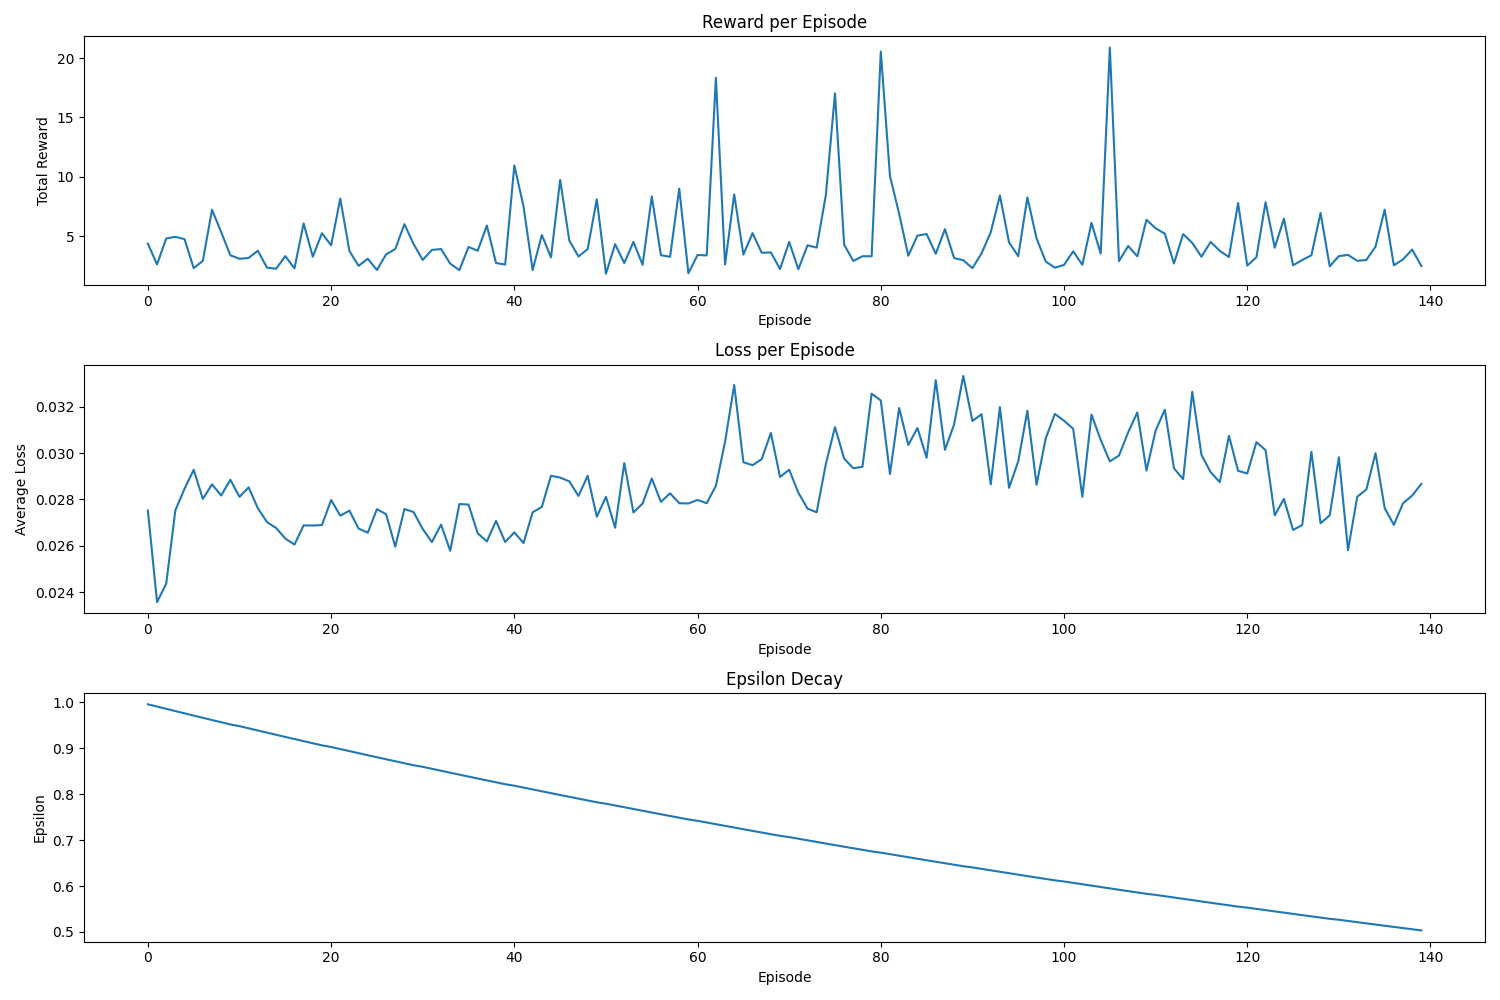 Reward per Episode
Total Reward
20
15
10
5
0 20 40 60 80 100 120 140
Episode
Loss per Episode
Average Loss
0.032
0.030
0.028
0.026
0.024
0 20 40 60 80 100 120 140
Episode
Epsilon Decay
Epsilon
1.0
0.9
0.8
0.7
0.6
0.5
0 20 40 60 80 100 120 140
Episode